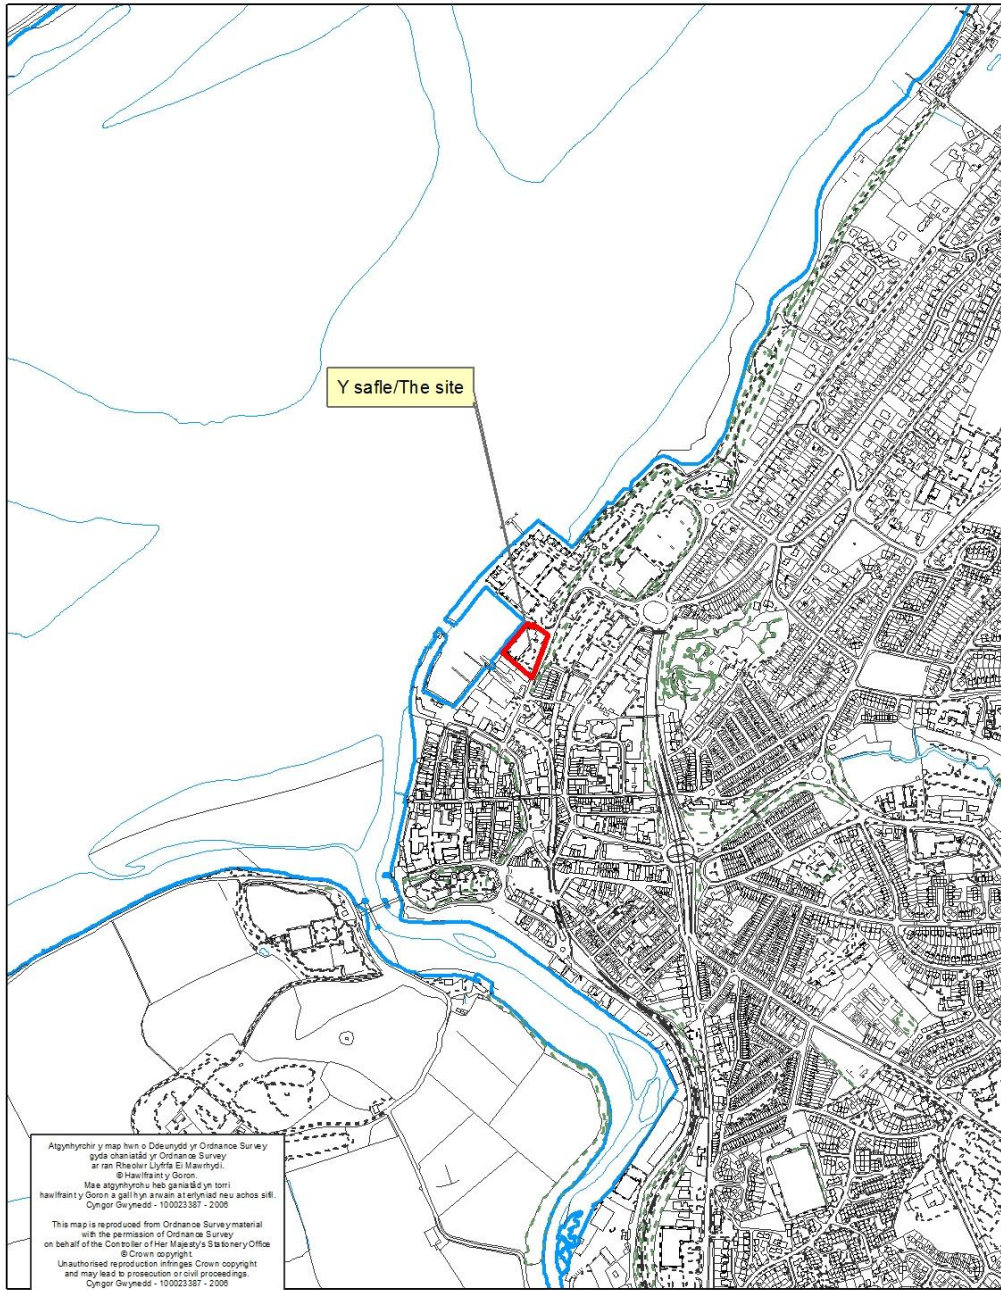 Y safle/The site
Atgynhyrchir y map hwn o Ddeunydd yr Ordnance Survey
gyda chaniatâd yr Ordnance Survey
ar ran Rheolwr Llyfrfa Ei Mawrhydi.
© Hawlfraint y Goron.
Mae atgynhyrchu heb ganiatâd yn torri
hawlfraint y Goron a gall hyn arwain at erlyniad neu achos sifil.
Cyngor Gwynedd - 100023387 - 2006
This map is reproduced from Ordnance Survey material
with the permission of Ordnance Survey
on behalf of the Controller of Her Majesty's Stationery Office
© Crown copyright.
Unauthorised reproduction infringes Crown copyright
and may lead to prosecution or civil proceedings.
Cyngor Gwynedd - 100023387 - 2006